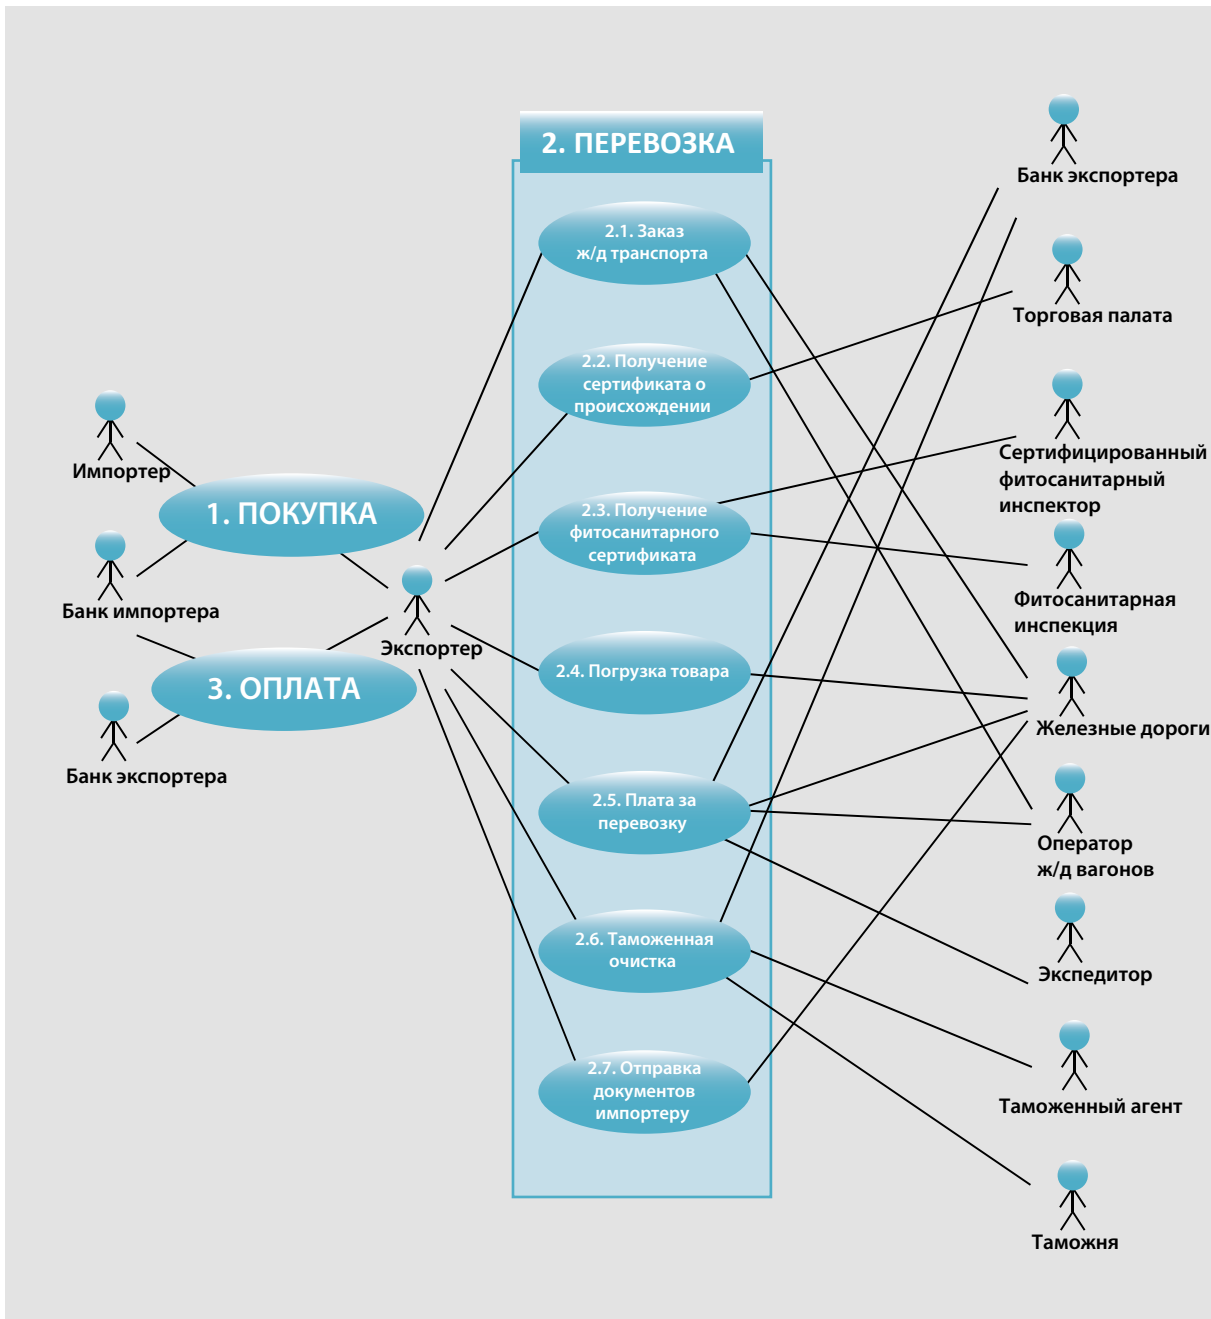 2. ПЕРЕВОЗКА
2.1. Заказ
ж/д транспорта
2.2. Получение
сертификата о
происхождении
2.3. Получение
фитосанитарного
сертификата
2.4. Погрузка товара
2.5. Плата за
перевозку
2.6. Таможенная
очистка
2.7. Отправка
документов
импортеру
Импортер
1. ПОКУПКА
Банк импортера
Экспортер
3. ОПЛАТА
Банк экспортера
Банк экспортера
Торговая палата
Сертифицированный
фитосанитарный
инспектор
Фитосанитарная
инспекция
Железные дороги
Оператор
ж/д вагонов
Экспедитор
Таможенный агент
Таможня